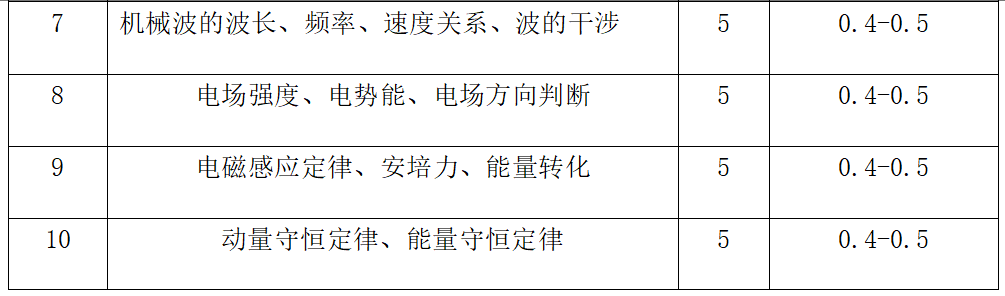 7 机械波的波长、频率、速度关系、波的干涉 5 0.4-0.5
8 电场强度、电势能、电场方向判断 5 0.4-0.5
9 电磁感应定律、安培力、能量转化 5 0.4-0.5
10 动量守恒定律、能量守恒定律 5 0.4-0.5